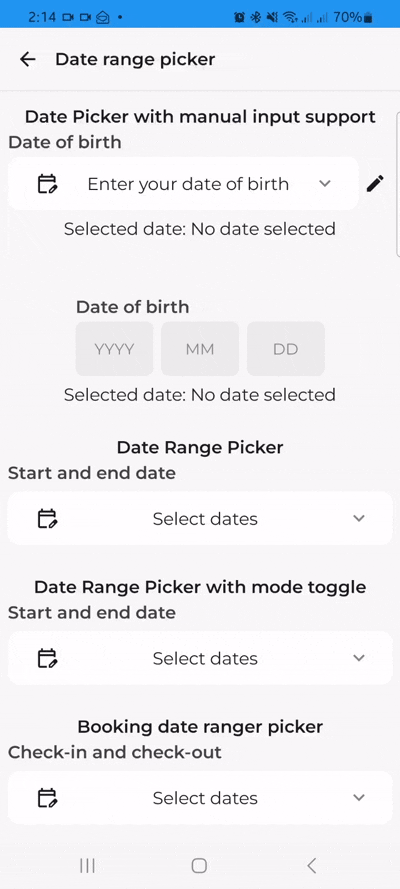 2:14 70%
Date range picker
Date Picker with manual input support
Date of birth
Enter your date of birth
Selected date: No date selected
Date of birth
YYYY MM DD
Selected date: No date selected
Date Range Picker
Start and end date
Select dates
Date Range Picker with mode toggle
Start and end date
Select dates
Booking date ranger picker
Check-in and check-out
Select dates